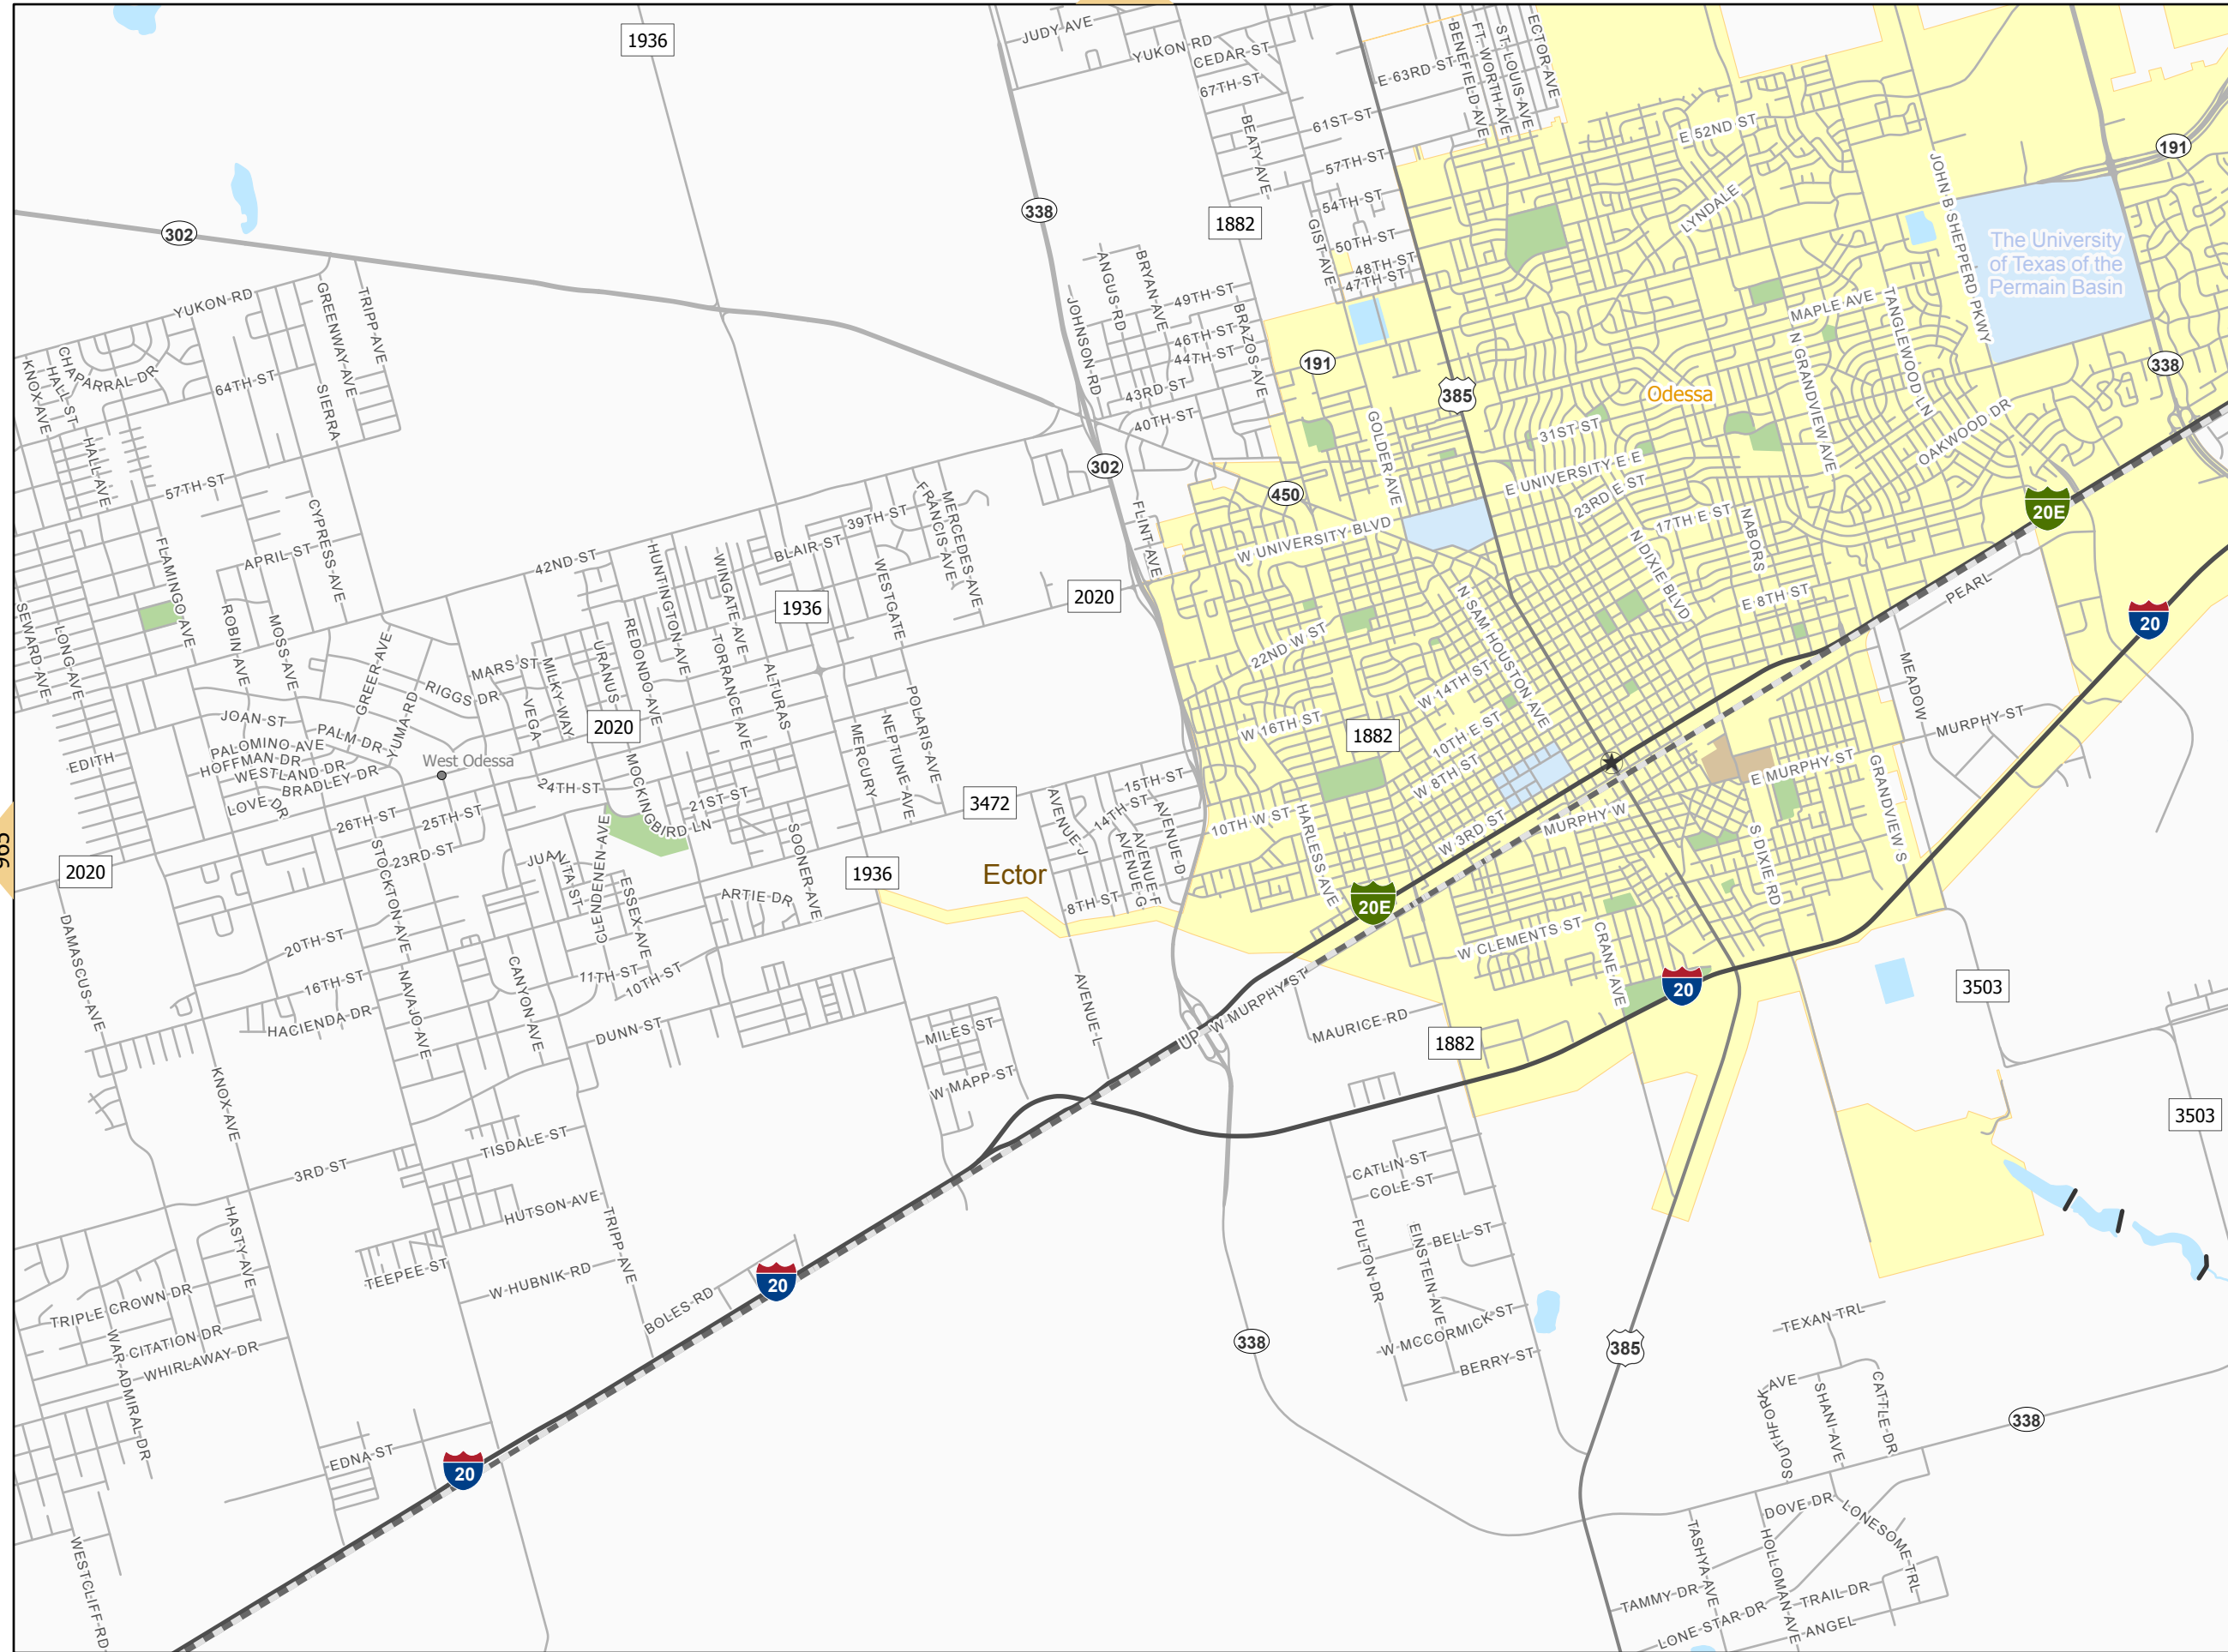 1936
JUDY AVE
YUKON RD
CEDAR ST
67TH ST
E 63RD ST
BENEFIELD AVE
FT. WORTH AVE
ST. LOUIS AVE
ECTOR AVE
BEATY AVE
61ST ST
57TH ST
54TH ST
50TH ST
48TH ST
47TH ST
GIST AVE
E 52ND ST
LYNDALE
JOHN B SHEPPERD PKWY
191
338
1882
302
The University
of Texas of the
Permain Basin
YUKON RD
GREENWAY AVE
TRIPP AVE
CHAPARRAL DR
HALL ST
KNOX AVE
64TH ST
SIERRA
HALL AVE
57TH ST
ANGUS RD
BRYAN AVE
JOHNSON RD
49TH ST
46TH ST
44TH ST
43RD ST
40TH ST
BRAZOS AVE
191
385
MAPLE AVE
TANGLEWOOD LN
N GRANDVIEW AVE
338
Odessa
GOLDER AVE
31ST ST
OAKWOOD DR
302
450
E UNIVERSITY E E
23RD E ST
17TH E ST
NABORS
N DIXIE BLVD
20E
CYPRESS AVE
APRIL ST
FLAMINGO AVE
42ND ST
HUNTINGTON AVE
WINGATE AVE
BLAIR ST
39TH ST
FRANCIS AVE
MERCEDES AVE
WESTGATE
FLINT AVE
W UNIVERSITY BLVD
1936
2020
E 8TH ST
PEARL
20
SEWARD AVE
LONG AVE
ROBIN AVE
MOSS AVE
GREER AVE
YUMA RD
MARS ST
RIGGS DR
MILKY WAY
VEGA
URANUS
REDONDO AVE
TORRANCE AVE
ALTURAS
22ND W ST
N SAM HOUSTON AVE
W 14TH ST
10TH E ST
W 16TH ST
1882
W 8TH ST
MEADOW
MURPHY ST
EDITH
JOAN ST
PALM DR
PALOMINO AVE
HOFFMAN DR
WESTLAND DR
BRADLEY DR
LOVE DR
West Odessa
2020
24TH ST
MOCKINGBIRD LN
21ST ST
MERCURY
NEPTUNE AVE
POLARIS AVE
3472
15TH ST
14TH ST
AVENUE J
AVENUE D
AVENUE F
AVENUE G
8TH ST
10TH W ST
HARLESS AVE
W 3RD ST
MURPHY W
E MURPHY ST
S DIXIE RD
GRANDVIEW S
965
2020
26TH ST
25TH ST
23RD ST
STOCKTON AVE
JUANITA ST
CLENDENEN AVE
ESSEX AVE
ARTIE DR
SOONER AVE
1936
Ector
20E
W CLEMENTS ST
CRANE AVE
20
3503
DAMASCUS AVE
20TH ST
16TH ST
HACIENDA DR
NAVAJO AVE
CANYON AVE
11TH ST
10TH ST
DUNN ST
AVENUE L
MILES ST
W MAPP ST
UP
W MURPHY ST
MAURICE RD
1882
3503
KNOX AVE
TISDALE ST
3RD ST
HUTSON AVE
TEEPEE ST
HASTY AVE
TRIPP AVE
W HUBNIK RD
BOLES RD
20
CATLIN ST
COLE ST
BELL ST
FULTON DR
EINSTEIN AVE
W MCCORMICK ST
BERRY ST
338
385
TRIPLE CROWN DR
CITATION DR
WHIRLAWAY DR
WAR ADMIRAL DR
EDNA ST
20
WESTCLIFF RD
TEXAN TRL
SOUTHFORK AVE
SHANI AVE
CATTLE DR
338
DOVE DR
LONESOME TRL
TASHYA AVE
HOLLOMAN AVE
TAMMY DR
TRAIL DR
LONE STAR DR
ANGEL